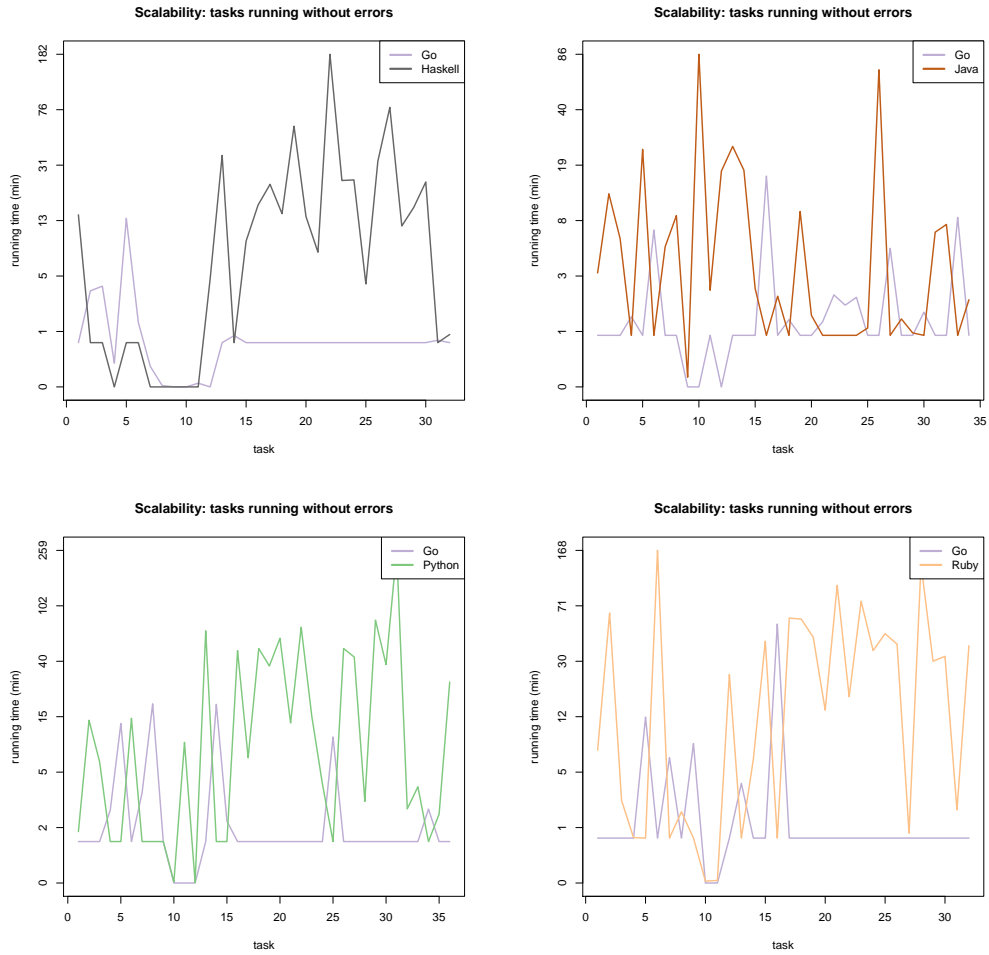 Scalability: tasks running without errors
Go
Haskell
running time (min)
182
76
31
13
5
1
0
0 5 10 15 20 25 30
task
Scalability: tasks running without errors
Go
Java
running time (min)
86
40
19
8
3
1
0
0 5 10 15 20 25 30 35
task
Scalability: tasks running without errors
Go
Python
running time (min)
259
102
40
15
5
2
0
0 5 10 15 20 25 30 35
task
Scalability: tasks running without errors
Go
Ruby
running time (min)
168
71
30
12
5
1
0
0 5 10 15 20 25 30
task